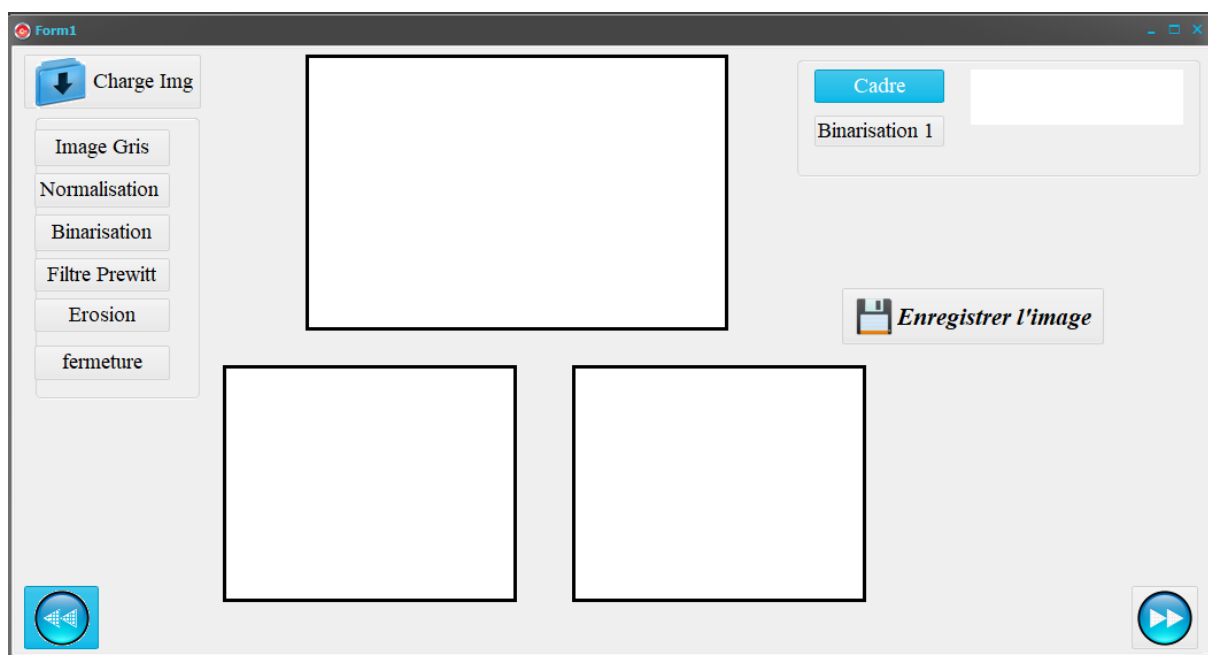 Form1
Charge Img
Image Gris
Normalisation
Binarisation
Filtre Prewitt
Erosion
fermeture
Cadre
Binarisation 1
Enregistrer l'image